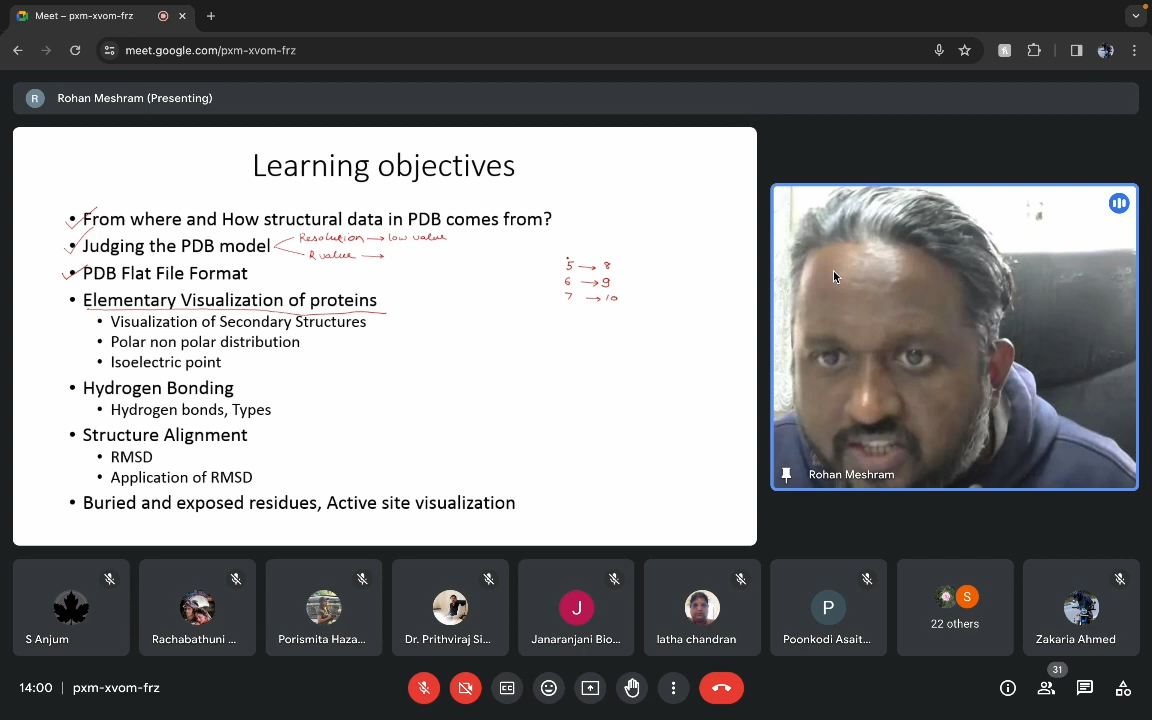 Meet – pxm-xvom-frz
meet.google.com/pxm-xvom-frz
R Rohan Meshram (Presenting)
Learning objectives
• From where and How structural data in PDB comes from?
• Judging the PDB model
Resolution → low value
R value →
• PDB Flat File Format
5 → 8
6 → 9
7 → 10
• Elementary Visualization of proteins
• Visualization of Secondary Structures
• Polar non polar distribution
• Isoelectric point
• Hydrogen Bonding
• Hydrogen bonds, Types
• Structure Alignment
• RMSD
• Application of RMSD
• Buried and exposed residues, Active site visualization
Rohan Meshram
J
P
S
S Anjum
Rachabathuni ...
Porismita Haza...
Dr. Prithviraj Si...
Janaranjani Bio...
latha chandran
Poonkodi Asait...
22 others
Zakaria Ahmed
14:00 | pxm-xvom-frz
31